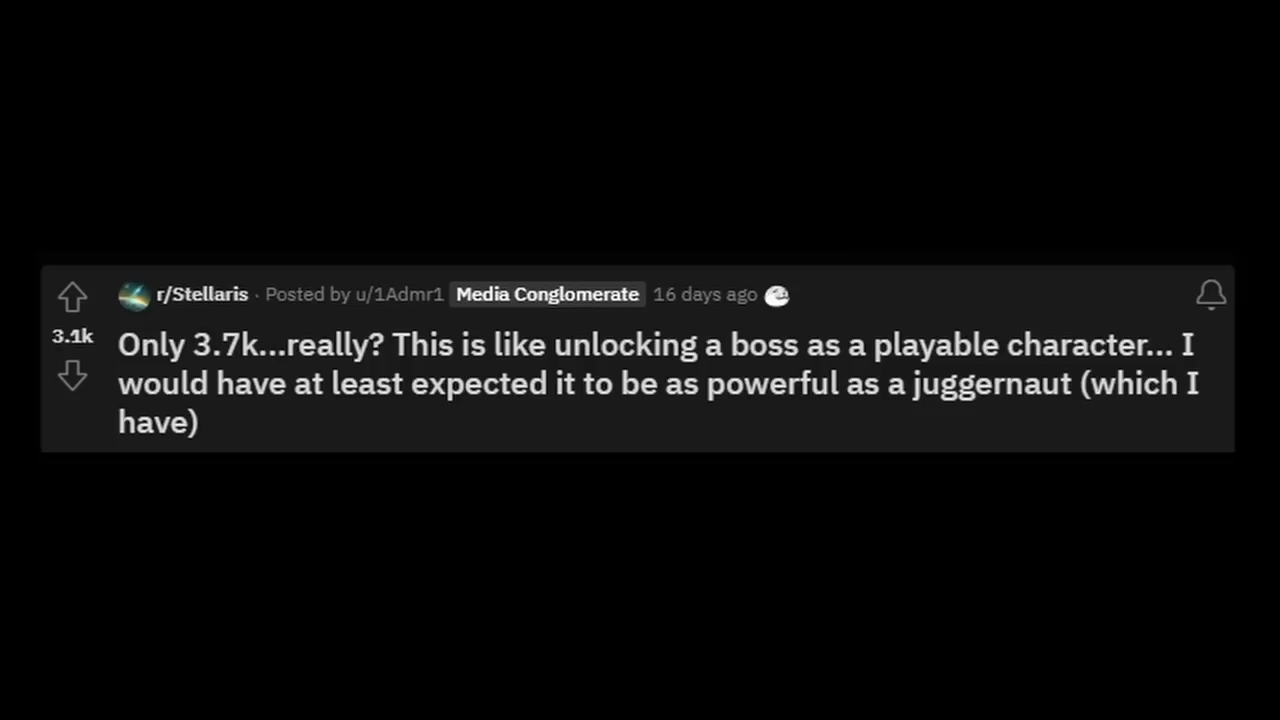 r/Stellaris · Posted by u/1Admr1 Media Conglomerate 16 days ago
3.1k
Only 3.7k...really? This is like unlocking a boss as a playable character... I
would have at least expected it to be as powerful as a juggernaut (which I
have)